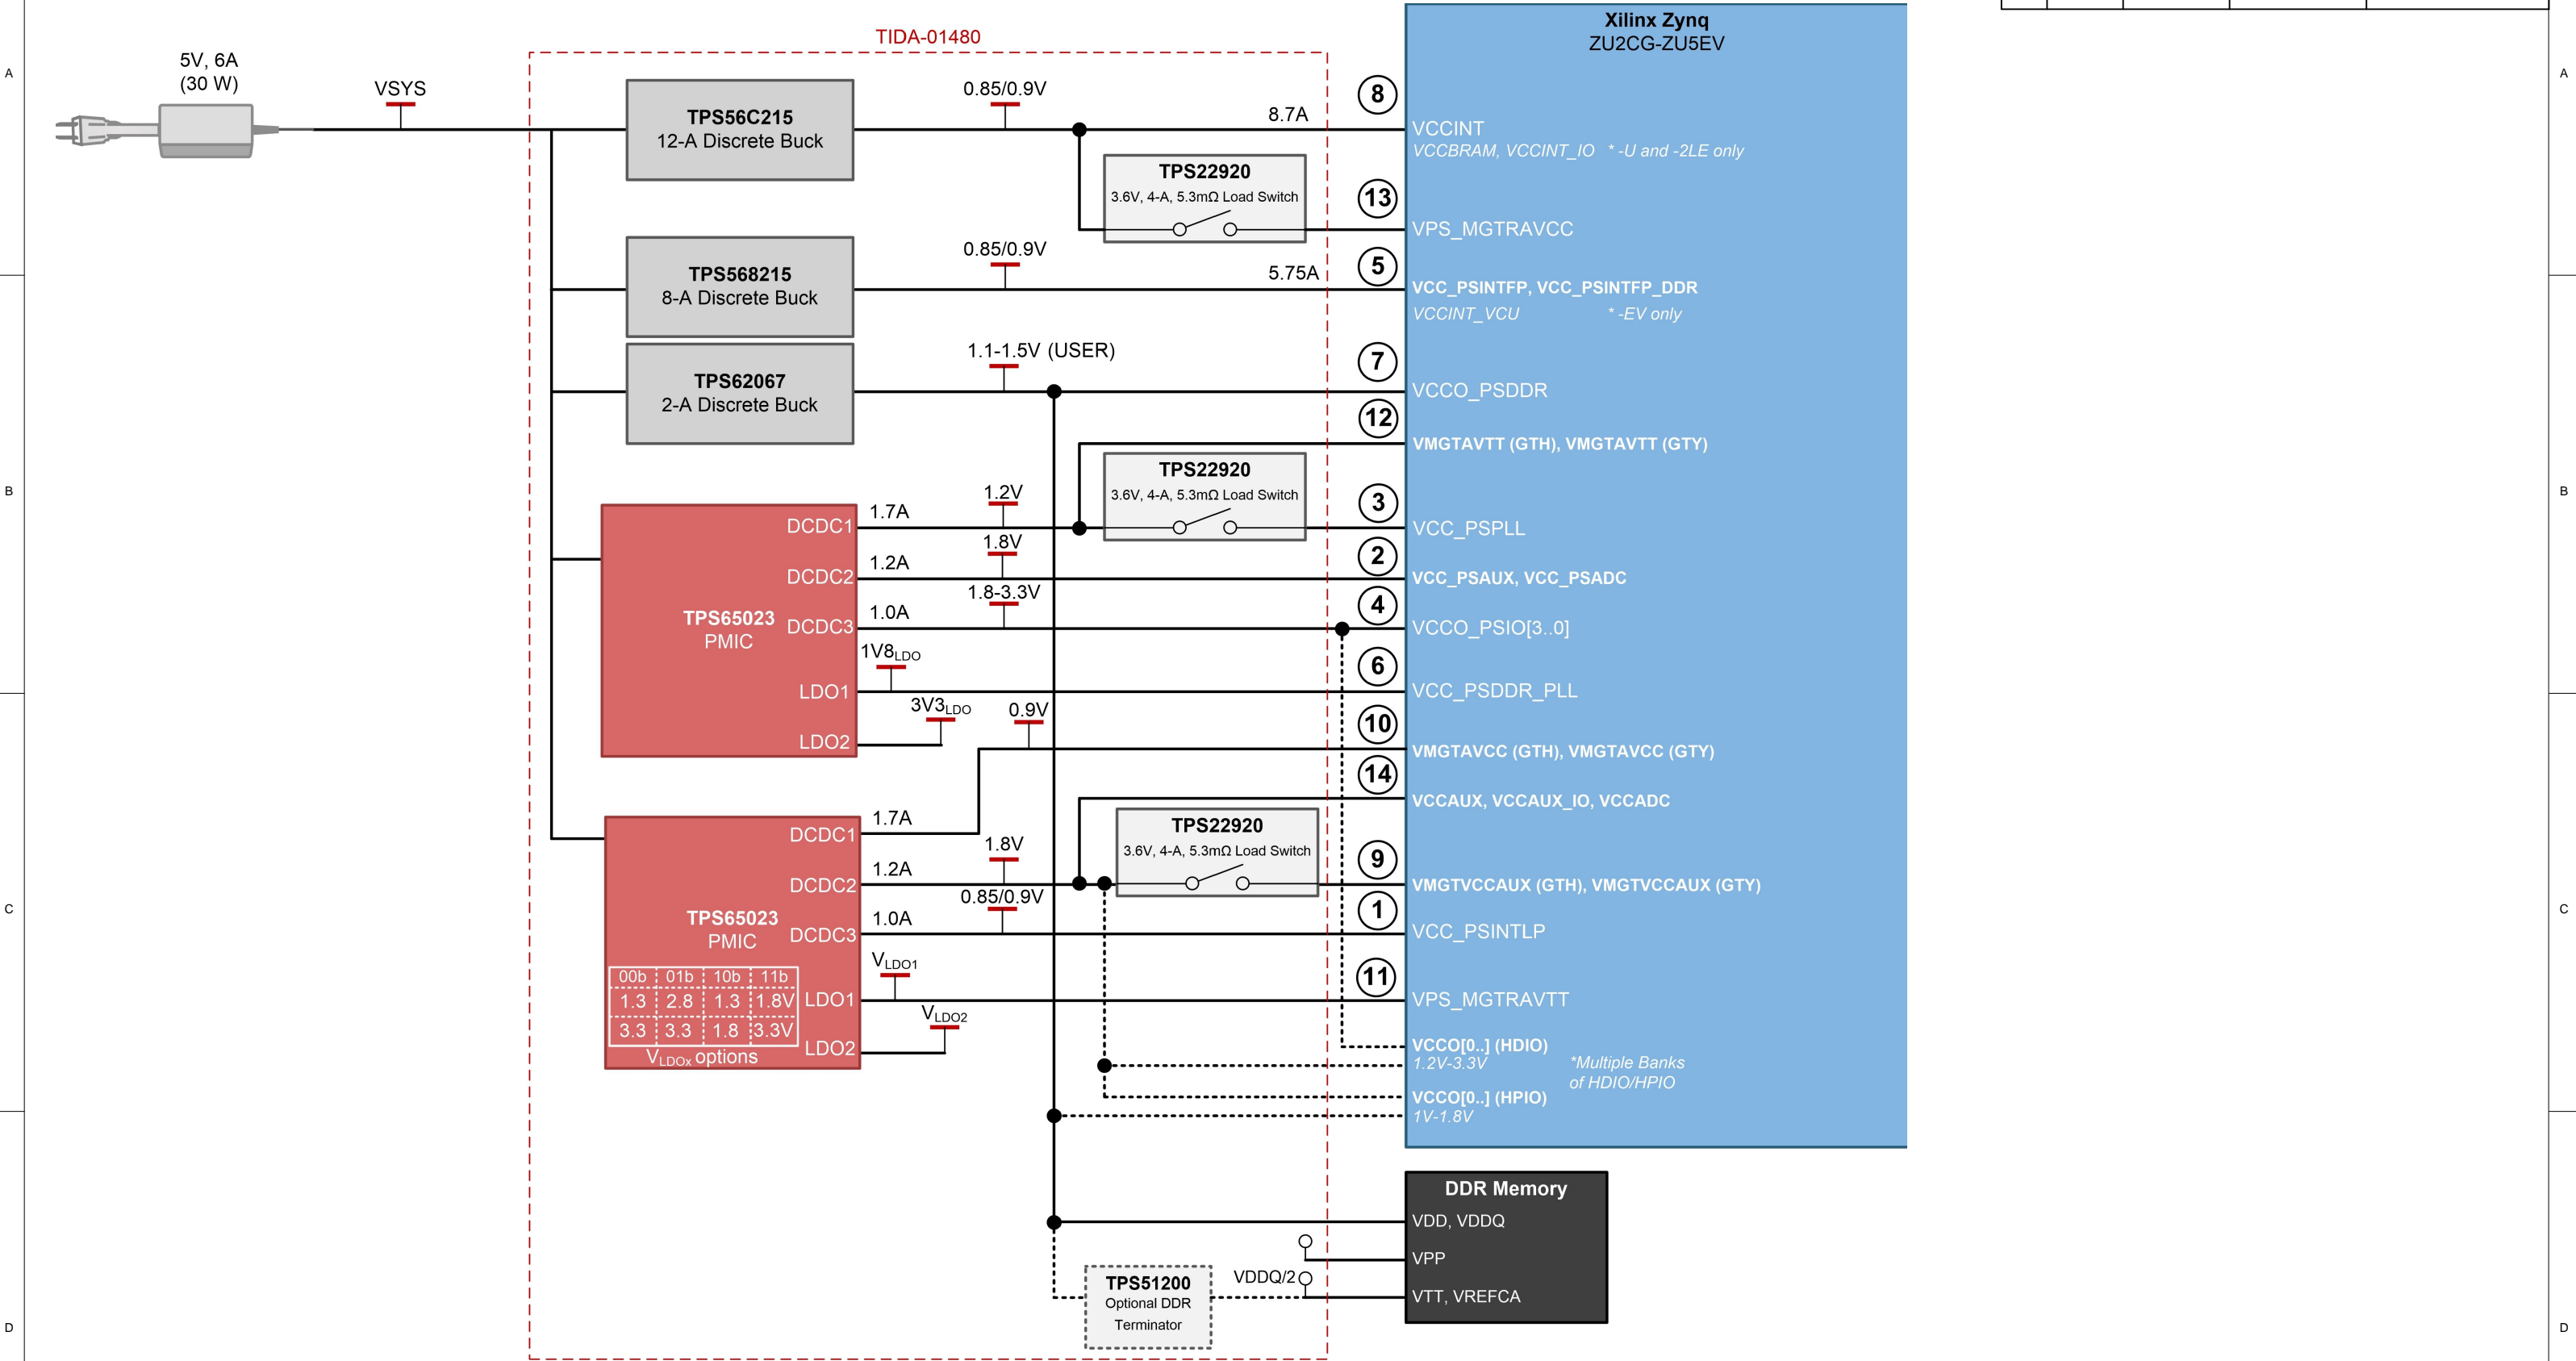 TIDA-01480
Xilinx Zynq
ZU2CG-ZU5EV
A
A
5V, 6A
(30 W)
VSYS
TPS56C215
12-A Discrete Buck
0.85/0.9V
8.7A
8
VCCINT
VCCBRAM, VCCINT_IO * -U and -2LE only
TPS22920
3.6V, 4-A, 5.3mΩ Load Switch
13
VPS_MGTRAVCC
TPS568215
8-A Discrete Buck
0.85/0.9V
5.75A
5
VCC_PSINTFP, VCC_PSINTFP_DDR
VCCINT_VCU * -EV only
TPS62067
2-A Discrete Buck
1.1-1.5V (USER)
7
VCCO_PSDDR
12
VMGTAVTT (GTH), VMGTAVTT (GTY)
B
B
TPS22920
3.6V, 4-A, 5.3mΩ Load Switch
TPS65023
PMIC
DCDC1
1.7A
1.2V
3
VCC_PSPLL
DCDC2
1.2A
1.8V
2
VCC_PSAUX, VCC_PSADC
DCDC3
1.0A
1.8-3.3V
4
VCCO_PSIO[3..0]
LDO1
1V8LDO
6
VCC_PSDDR_PLL
LDO2
3V3LDO
0.9V
10
VMGTAVCC (GTH), VMGTAVCC (GTY)
14
VCCAUX, VCCAUX_IO, VCCADC
C
C
TPS22920
3.6V, 4-A, 5.3mΩ Load Switch
TPS65023
PMIC
DCDC1
1.7A
DCDC2
1.2A
1.8V
9
VMGTVCCAUX (GTH), VMGTVCCAUX (GTY)
DCDC3
1.0A
0.85/0.9V
1
VCC_PSINTLP
00b 01b 10b 11b
1.3 2.8 1.3 1.8V
3.3 3.3 1.8 3.3V
VLDOx options
LDO1
VLDO1
11
VPS_MGTRAVTT
LDO2
VLDO2
VCCO[0..] (HDIO)
1.2V-3.3V
*Multiple Banks
of HDIO/HPIO
VCCO[0..] (HPIO)
1V-1.8V
DDR Memory
VDD, VDDQ
VPP
VDDQ/2
VTT, VREFCA
TPS51200
Optional DDR
Terminator
D
D